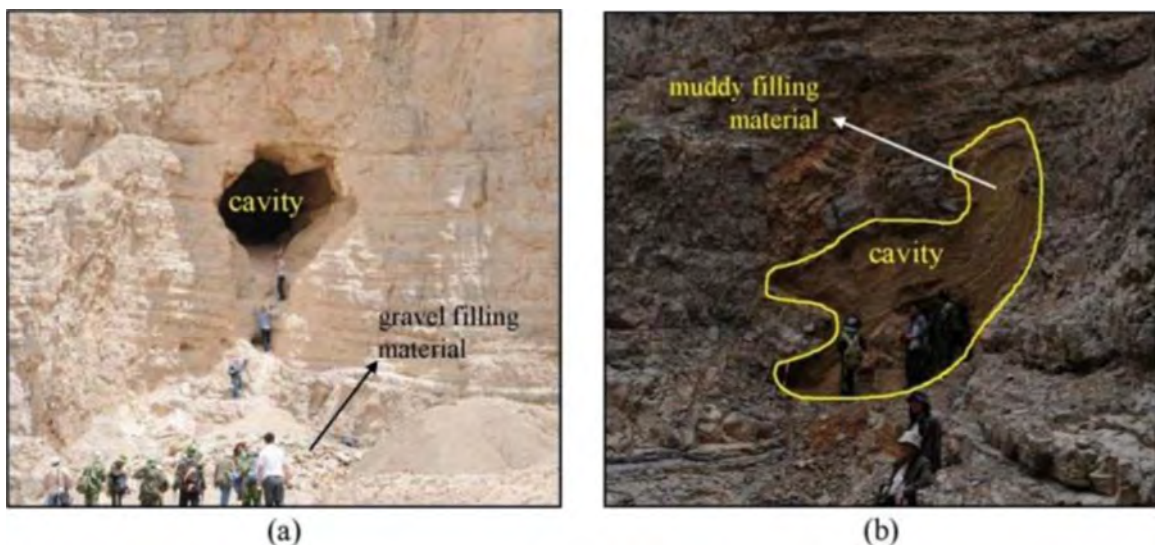 cavity
gravel filling
material
(a)
muddy filling
material
cavity
(b)